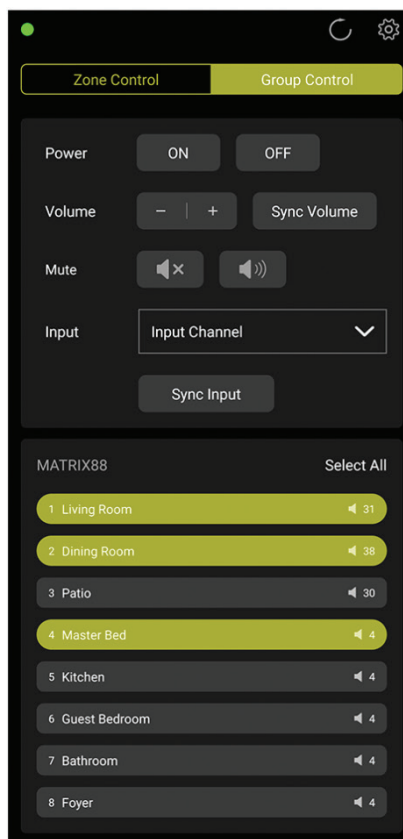 Zone Control Group Control
Power ON OFF
Volume − + Sync Volume
Mute
Input Input Channel
Sync Input
MATRIX88 Select All
1 Living Room 31
2 Dining Room 38
3 Patio 30
4 Master Bed 4
5 Kitchen 4
6 Guest Bedroom 4
7 Bathroom 4
8 Foyer 4